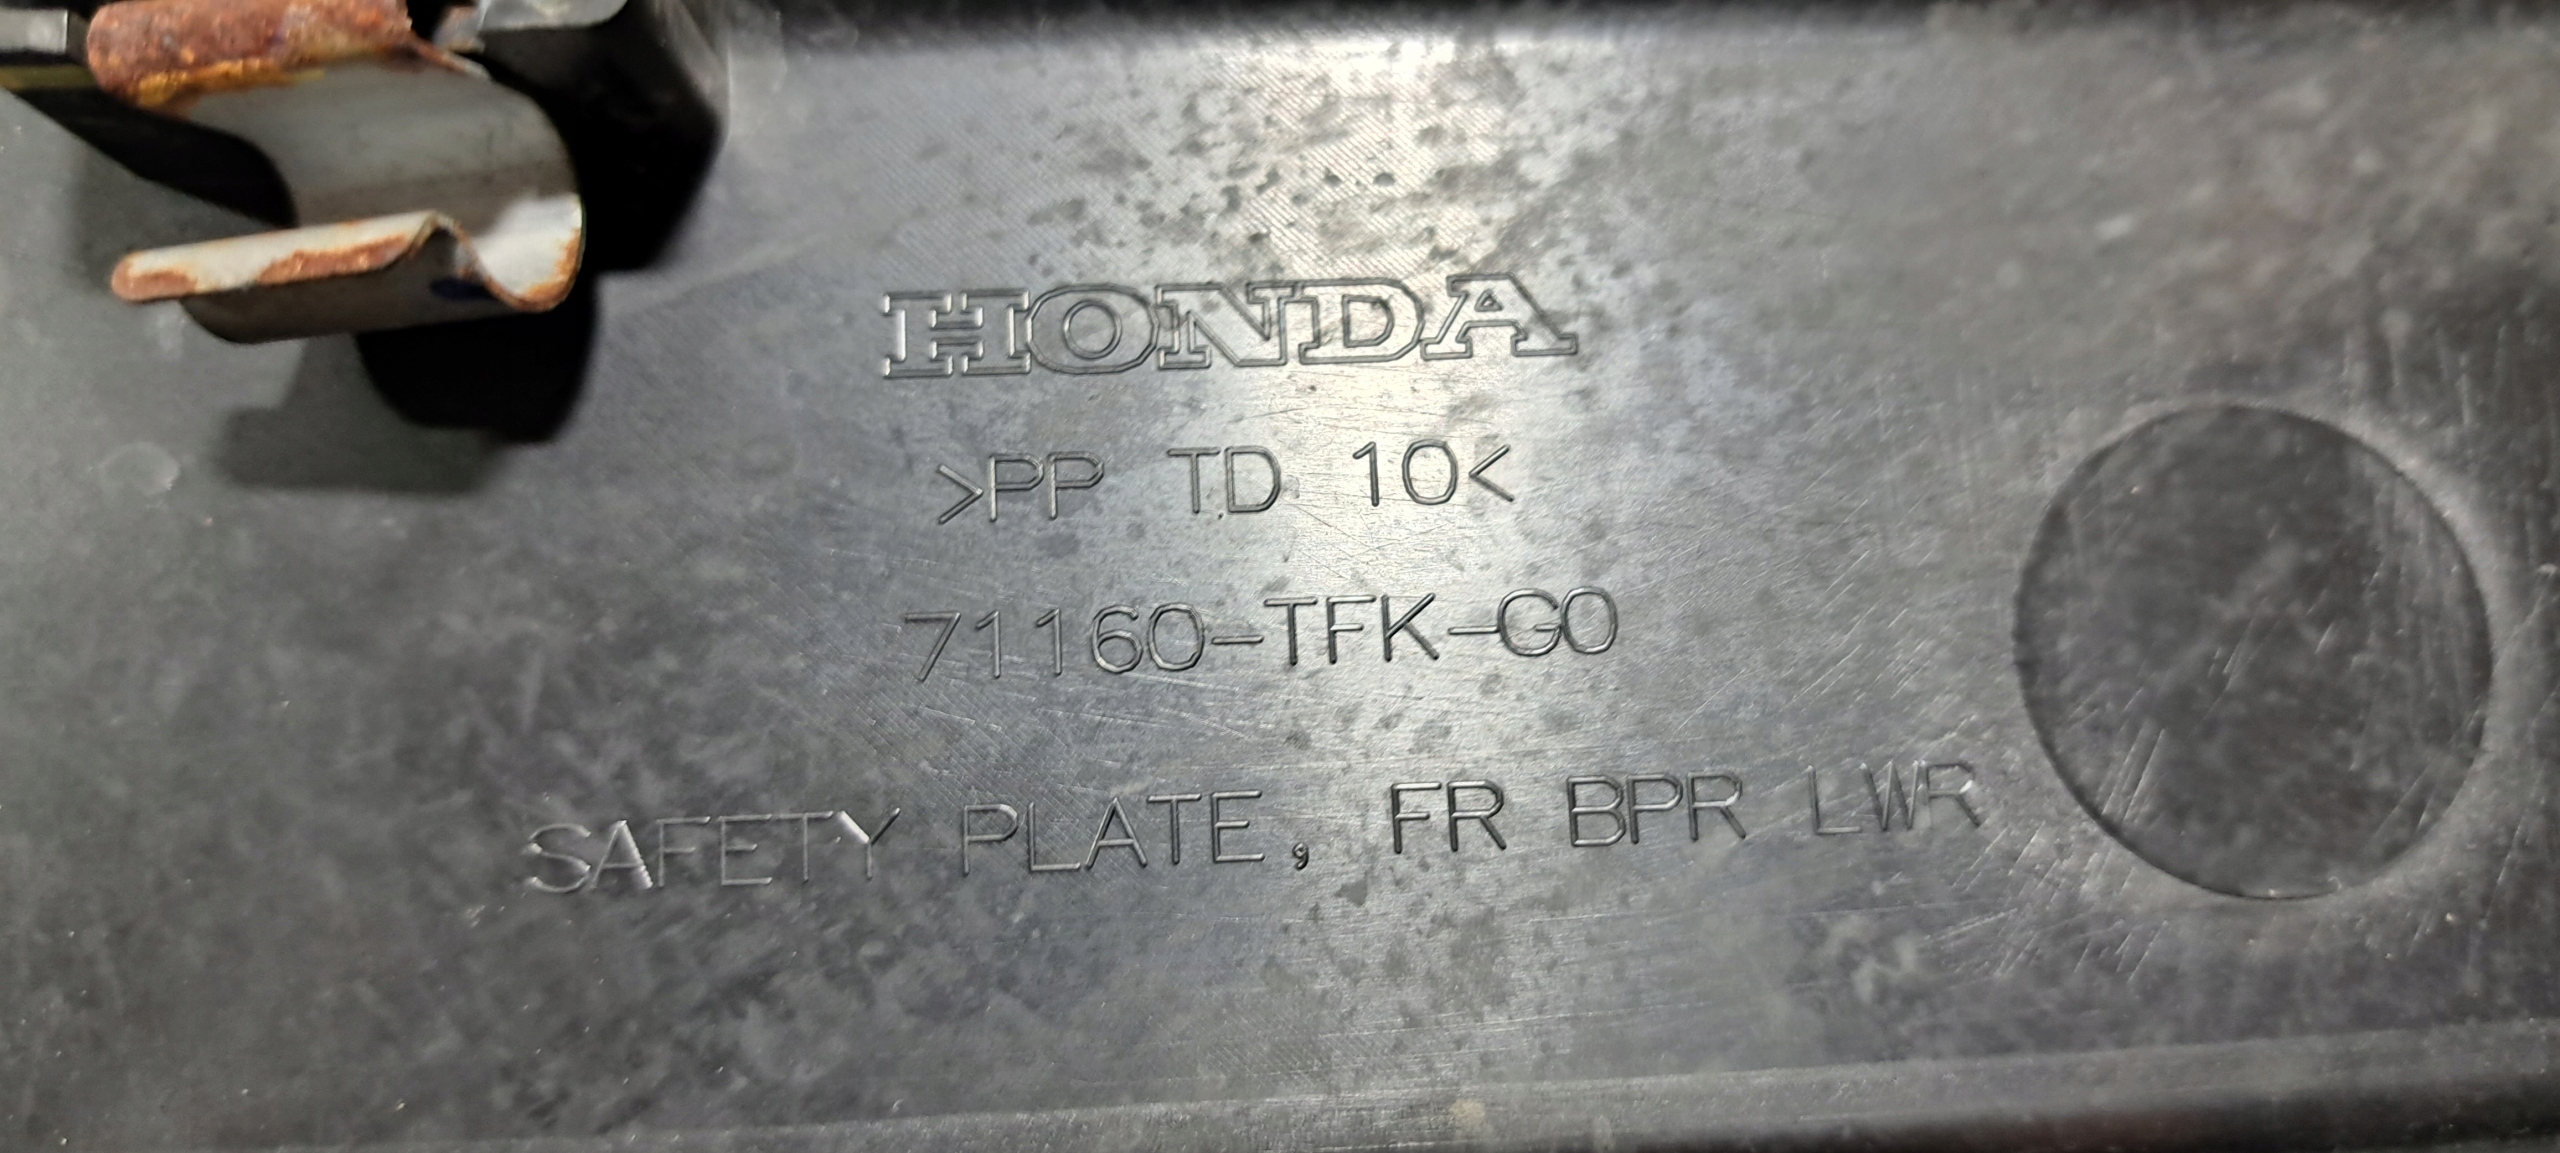 HONDA
>PP TD 10<
71160-TFK-G0
SAFETY PLATE, FR BPR LWR